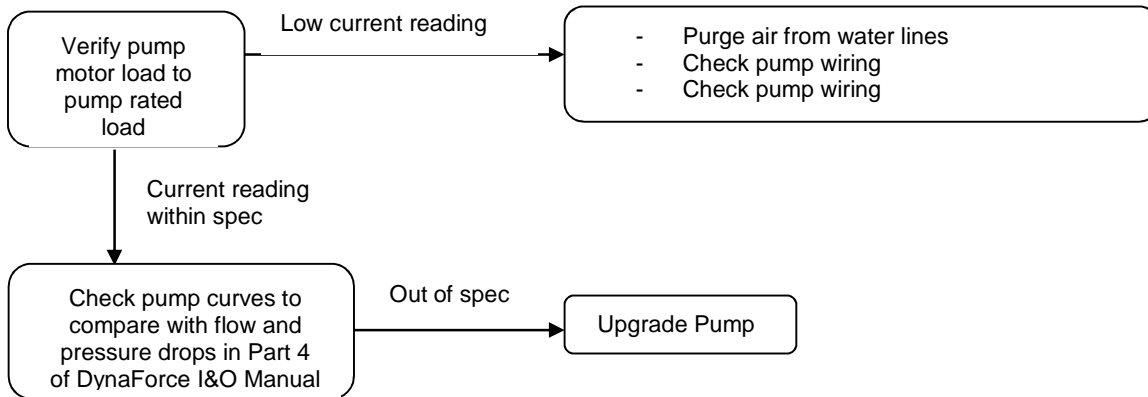 Verify pump
motor load to
pump rated
load
Low current reading
- Purge air from water lines
- Check pump wiring
- Check pump wiring
Current reading
within spec
Check pump curves to
compare with flow and
pressure drops in Part 4
of DynaForce I&O Manual
Out of spec
Upgrade Pump